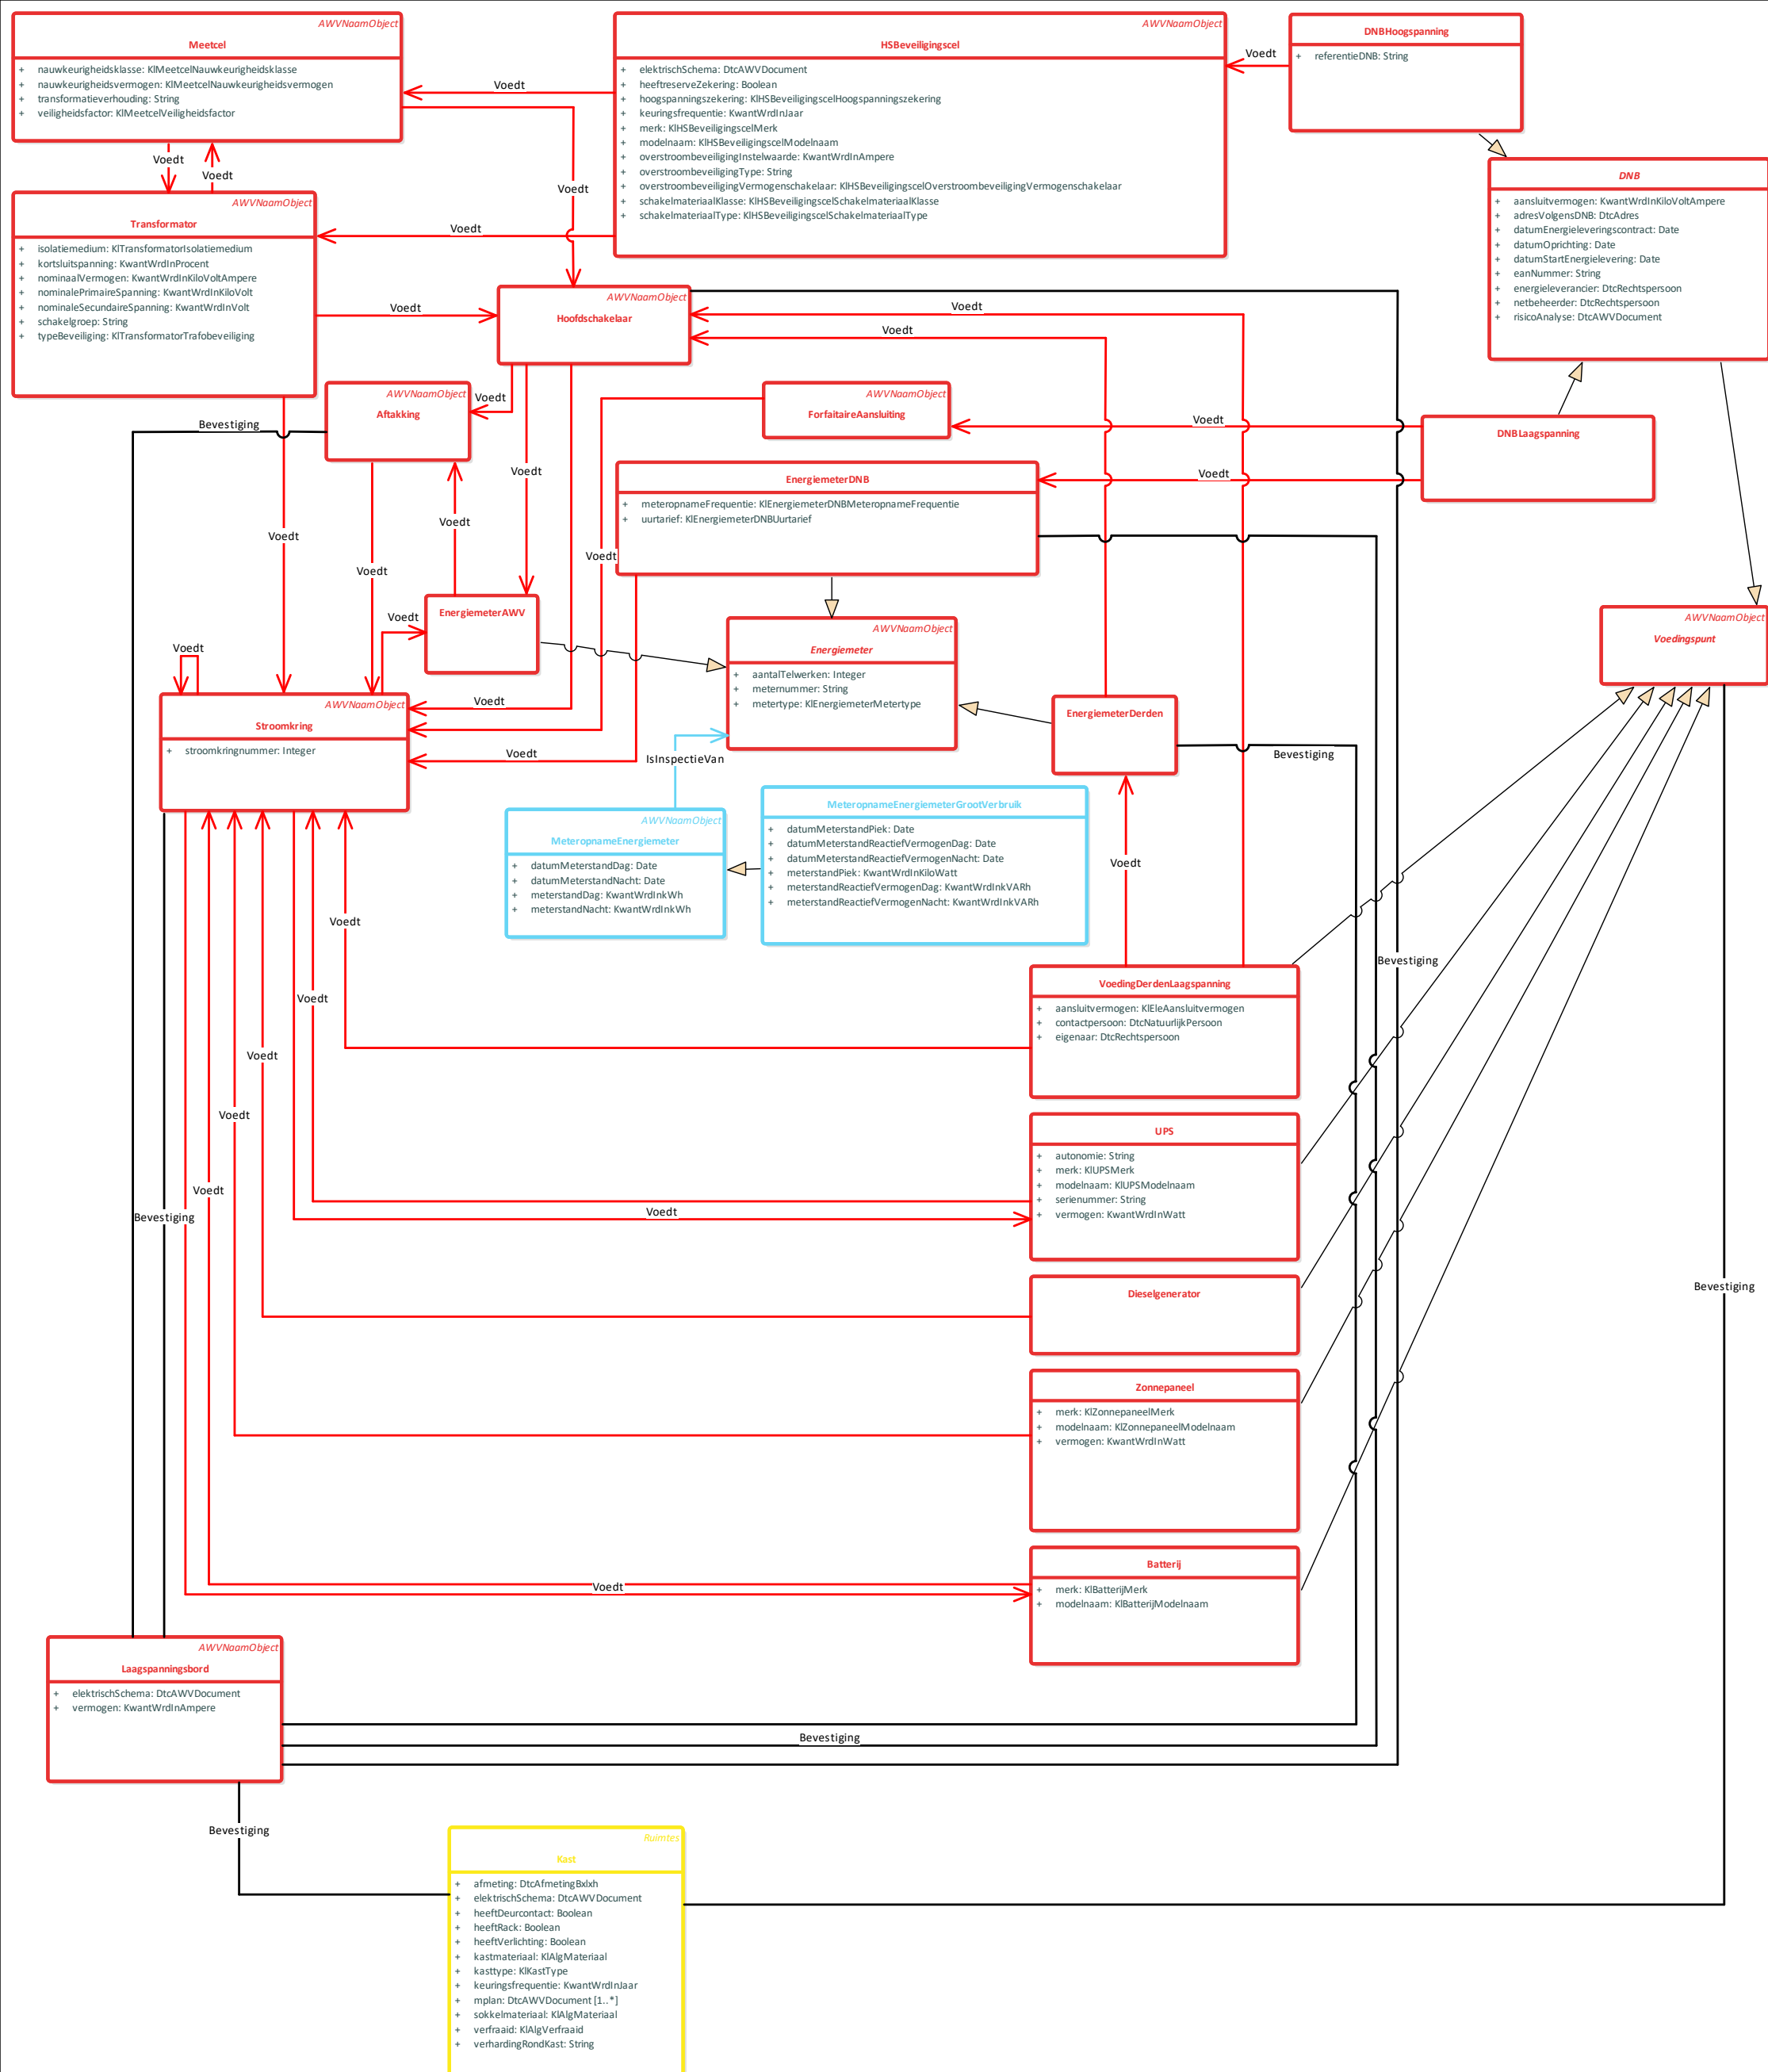 AWVNaamObject
Meetcel
+ nauwkeurigheidsklasse: KlMeetcelNauwkeurigheidsklasse
+ nauwkeurigheidsvermogen: KlMeetcelNauwkeurigheidsvermogen
+ transformatieverhouding: String
+ veiligheidsfactor: KlMeetcelVeiligheidsfactor
AWVNaamObject
HSBeveiligingscel
+ elektrischSchema: DtcAWVDocument
+ heeftreserveZekering: Boolean
+ hoogspanningszekering: KlHSBeveiligingscelHoogspanningszekering
+ keuringsfrequentie: KwantWrdInJaar
+ merk: KlHSBeveiligingscelMerk
+ modelnaam: KlHSBeveiligingscelModelnaam
+ overstroombeveiligingInstelwaarde: KwantWrdInAmpere
+ overstroombeveiligingType: String
+ overstroombeveiligingVermogenschakelaar: KlHSBeveiligingscelOverstroombeveiligingVermogenschakelaar
+ schakelmateriaalKlasse: KlHSBeveiligingscelSchakelmateriaalKlasse
+ schakelmateriaalType: KlHSBeveiligingscelSchakelmateriaalType
DNBHoogspanning
+ referentieDNB: String
Voedt
Voedt
Voedt
Voedt
Voedt
Voedt
DNB
+ aansluitvermogen: KwantWrdInKiloVoltAmpere
+ adresVolgensDNB: DtcAdres
+ datumEnergieleveringscontract: Date
+ datumOprichting: Date
+ datumStartEnergielevering: Date
+ eanNummer: String
+ energieleverancier: DtcRechtspersoon
+ netbeheerder: DtcRechtspersoon
+ risicoAnalyse: DtcAWVDocument
AWVNaamObject
Transformator
+ isolatiemedium: KlTransformatorIsolatiemedium
+ kortsluitspanning: KwantWrdInProcent
+ nominaalVermogen: KwantWrdInKiloVoltAmpere
+ nominalePrimaireSpanning: KwantWrdInKiloVolt
+ nominaleSecundaireSpanning: KwantWrdInVolt
+ schakelgroep: String
+ typeBeveiliging: KlTransformatorTrafobeveiliging
Voedt
AWVNaamObject
Hoofdschakelaar
Voedt
Voedt
AWVNaamObject
Aftakking
Voedt
Bevestiging
AWVNaamObject
ForfaitaireAansluiting
Voedt
DNBLaagspanning
Voedt
EnergiemeterDNB
+ meteropnameFrequentie: KlEnergiemeterDNBMeteropnameFrequentie
+ uurtarief: KlEnergiemeterDNBUurtarief
Voedt
Voedt
Voedt
Voedt
Voedt
EnergiemeterAWV
Voedt
AWVNaamObject
Energiemeter
+ aantalTelwerken: Integer
+ meternummer: String
+ metertype: KlEnergiemeterMetertype
AWVNaamObject
Voedingspunt
Voedt
AWVNaamObject
Stroomkring
+ stroomkringnummer: Integer
Voedt
Voedt
EnergiemeterDerden
Bevestiging
IsInspectieVan
AWVNaamObject
MeteropnameEnergiemeter
+ datumMeterstandDag: Date
+ datumMeterstandNacht: Date
+ meterstandDag: KwantWrdInkWh
+ meterstandNacht: KwantWrdInkWh
MeteropnameEnergiemeterGrootVerbruik
+ datumMeterstandPiek: Date
+ datumMeterstandReactiefVermogenDag: Date
+ datumMeterstandReactiefVermogenNacht: Date
+ meterstandPiek: KwantWrdInKiloWatt
+ meterstandReactiefVermogenDag: KwantWrdInkVARh
+ meterstandReactiefVermogenNacht: KwantWrdInkVARh
Voedt
Voedt
Bevestiging
VoedingDerdenLaagspanning
+ aansluitvermogen: KlEleAansluitvermogen
+ contactpersoon: DtcNatuurlijkPersoon
+ eigenaar: DtcRechtspersoon
Voedt
Voedt
Voedt
UPS
+ autonomie: String
+ merk: KlUPSMerk
+ modelnaam: KlUPSModelnaam
+ serienummer: String
+ vermogen: KwantWrdInWatt
Voedt
Bevestiging
Voedt
Dieselgenerator
Bevestiging
Zonnepaneel
+ merk: KlZonnepaneelMerk
+ modelnaam: KlZonnepaneelModelnaam
+ vermogen: KwantWrdInWatt
Batterij
+ merk: KlBatterijMerk
+ modelnaam: KlBatterijModelnaam
Voedt
AWVNaamObject
Laagspanningsbord
+ elektrischSchema: DtcAWVDocument
+ vermogen: KwantWrdInAmpere
Bevestiging
Bevestiging
Ruimtes
Kast
+ afmeting: DtcAfmetingBxlxh
+ elektrischSchema: DtcAWVDocument
+ heeftDeurcontact: Boolean
+ heeftRack: Boolean
+ heeftVerlichting: Boolean
+ kastmateriaal: KlAlgMateriaal
+ kasttype: KlKastType
+ keuringsfrequentie: KwantWrdInJaar
+ mplan: DtcAWVDocument [1..*]
+ sokkelmateriaal: KlAlgMateriaal
+ verfraaid: KlAlgVerfraaid
+ verhardingRondKast: String